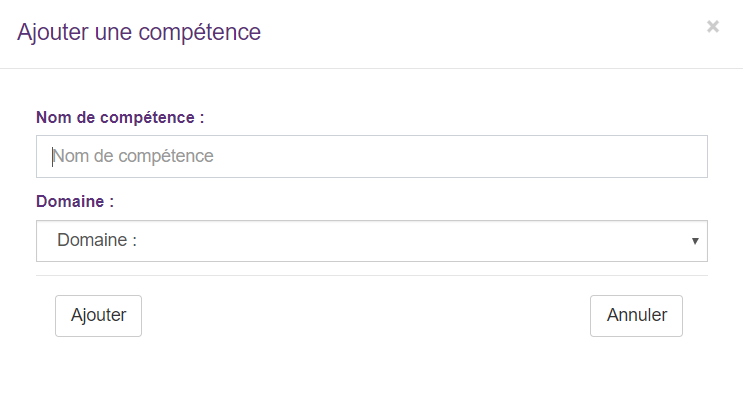 Ajouter une compétence
×
Nom de compétence :
Nom de compétence
Domaine :
Domaine :
Ajouter
Annuler